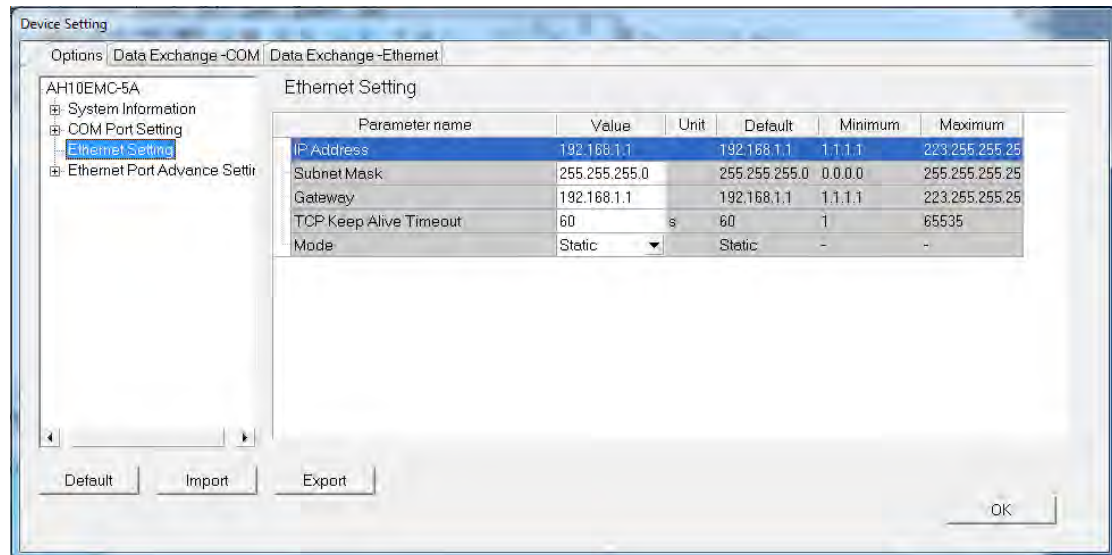 Device Setting
Options Data Exchange -COM Data Exchange -Ethernet
AH10EMC-5A
System Information
COM Port Setting
Ethernet Setting
Ethernet Port Advance Settir
Ethernet Setting
Parameter name Value Unit Default Minimum Maximum
IP Address 192.168.1.1 192.168.1.1 1.1.1.1 223.255.255.25
Subnet Mask 255.255.255.0 255.255.255.0 0.0.0.0 255.255.255.25
Gateway 192.168.1.1 192.168.1.1 1.1.1.1 223.255.255.25
TCP Keep Alive Timeout 60 s 60 1 65535
Mode Static Static - -
Default Import Export
OK